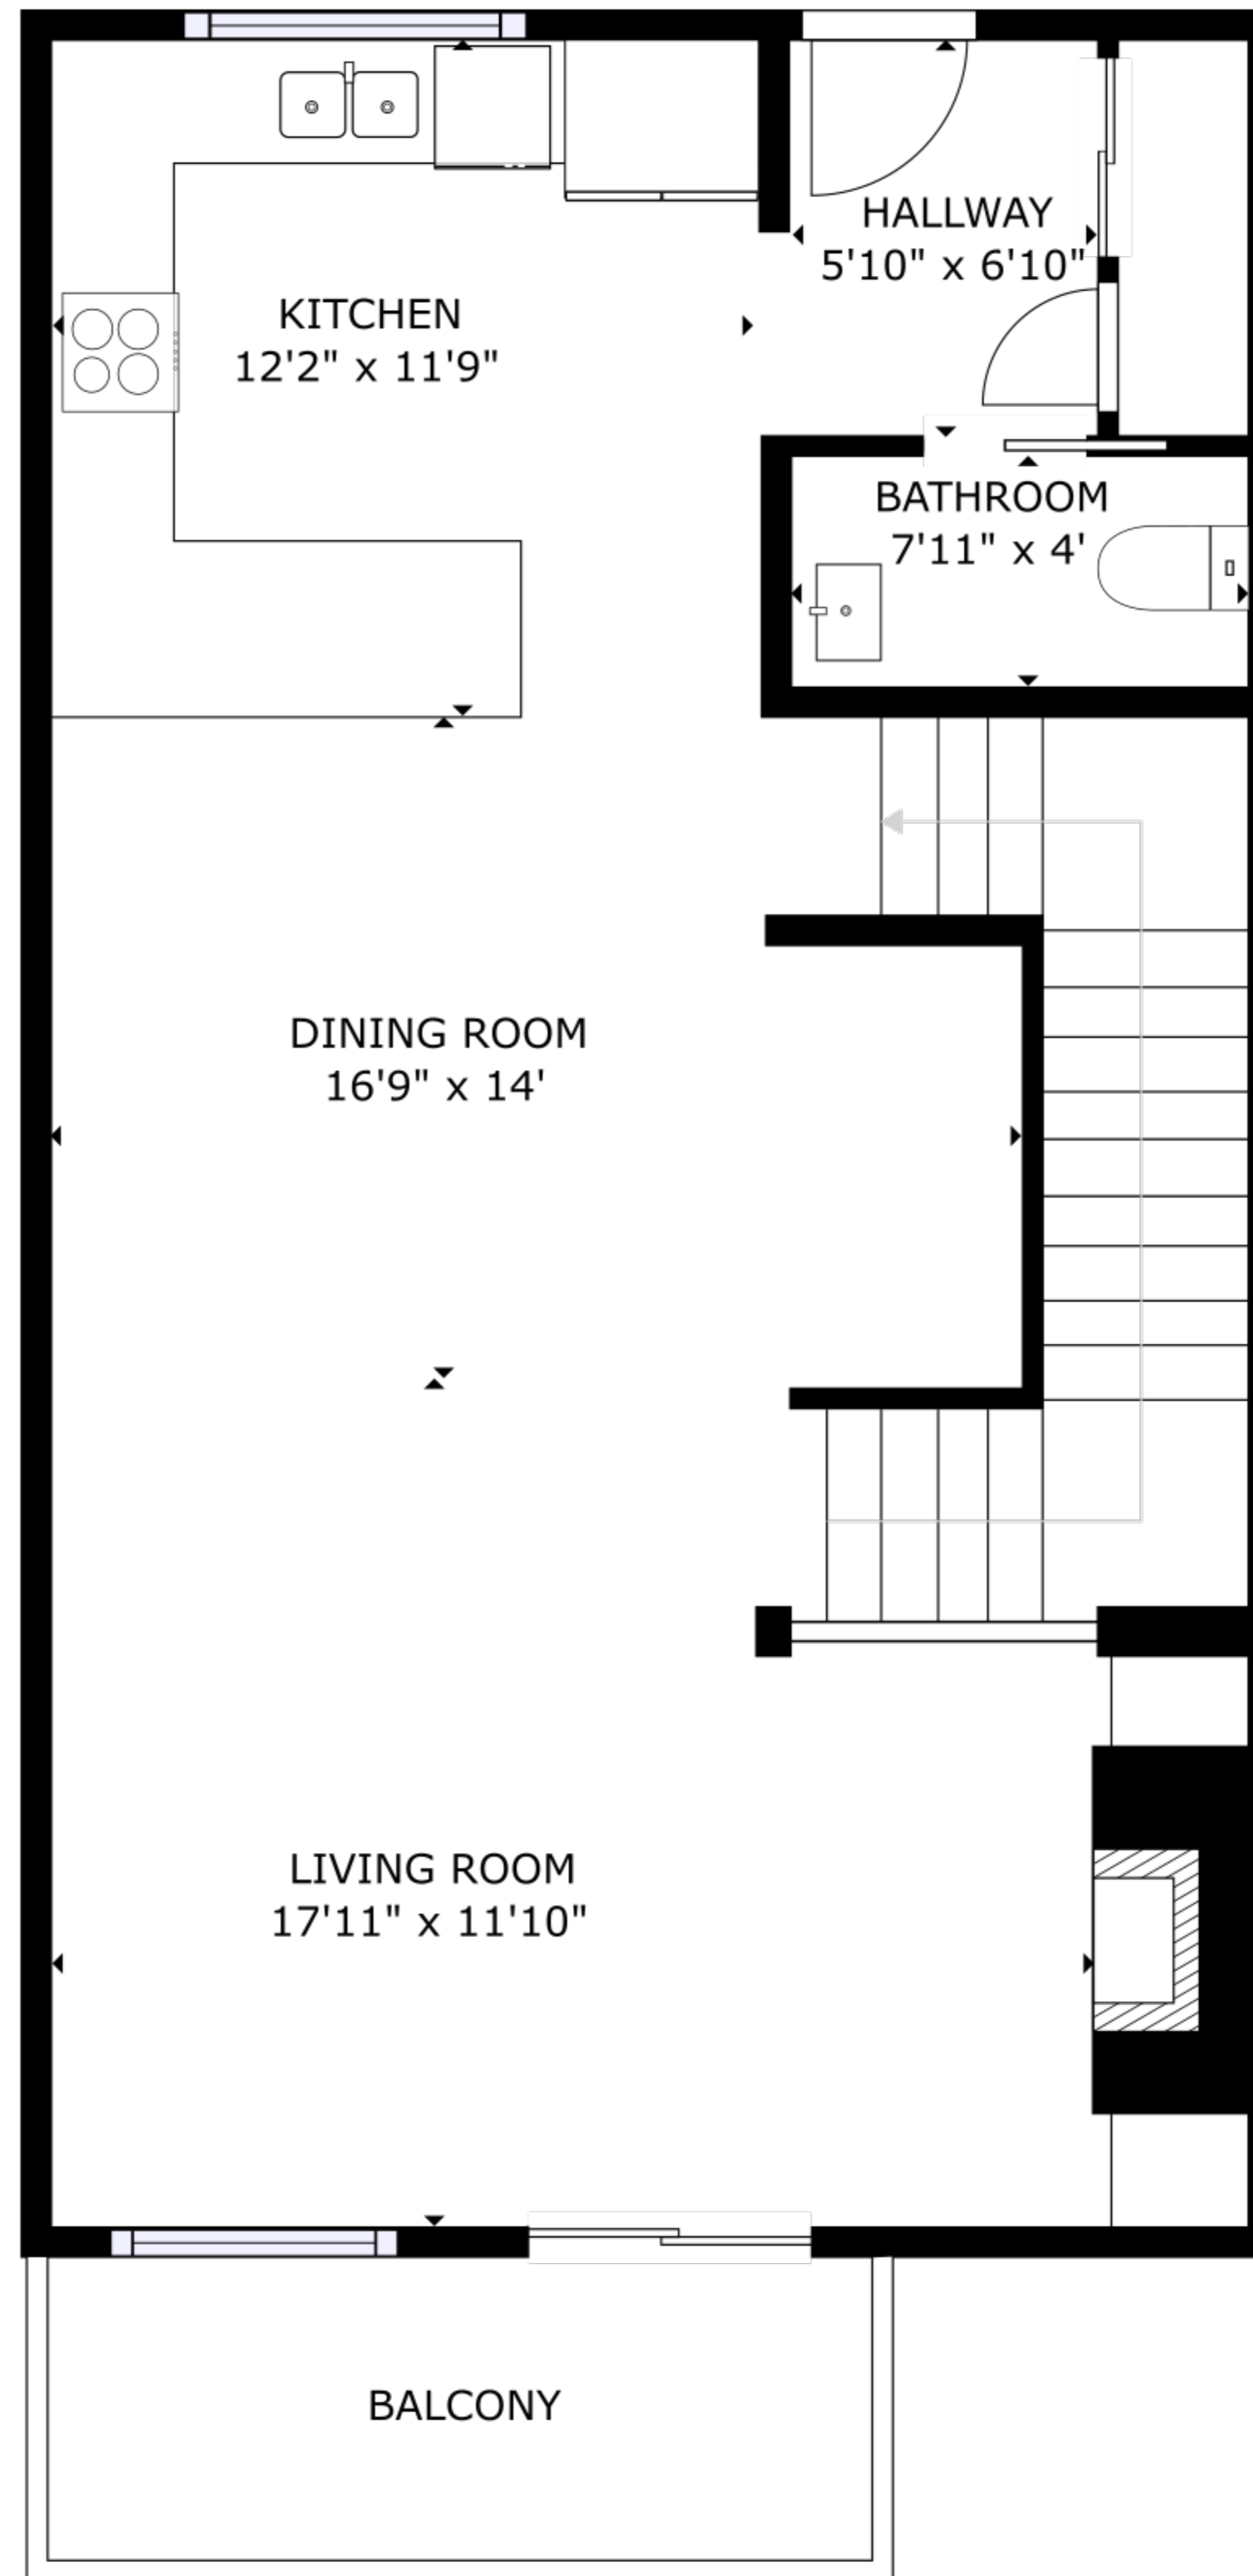 HALLWAY
5'10" x 6'10"
KITCHEN
12'2" x 11'9"
BATHROOM
7'11" x 4'
DINING ROOM
16'9" x 14'
LIVING ROOM
17'11" x 11'10"
BALCONY